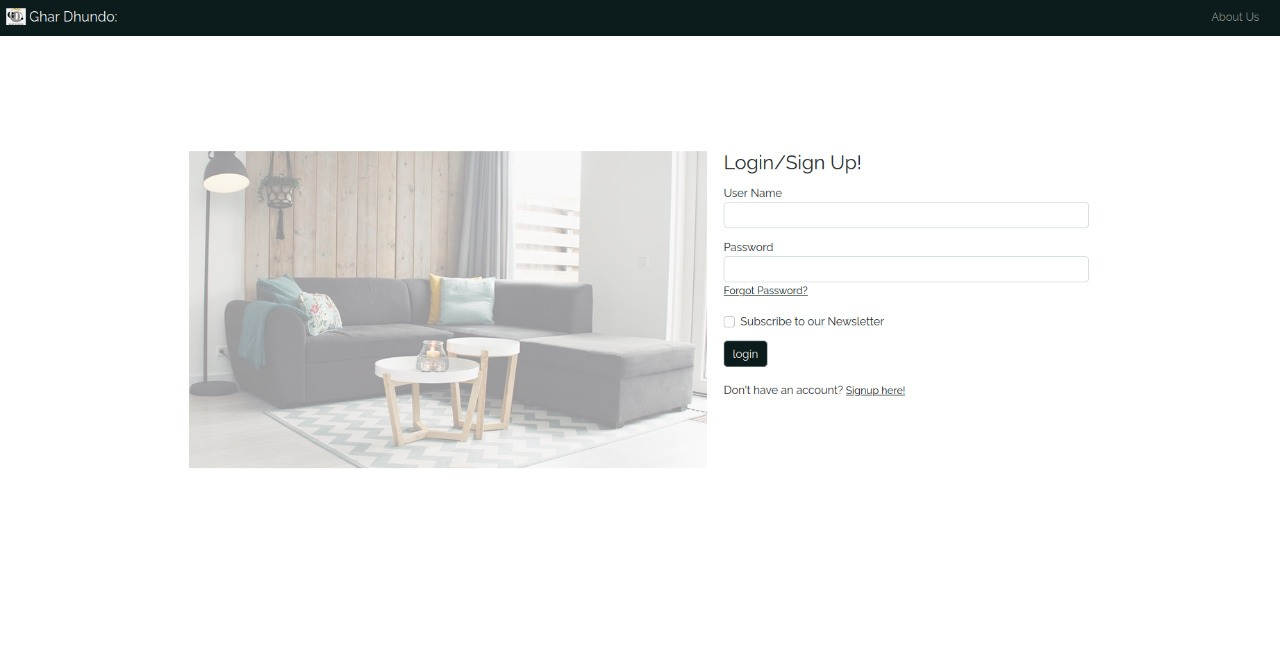 Ghar Dhundo:
About Us
Login/Sign Up!
User Name
Password
Forgot Password?
Subscribe to our Newsletter
login
Don't have an account? Signup here!